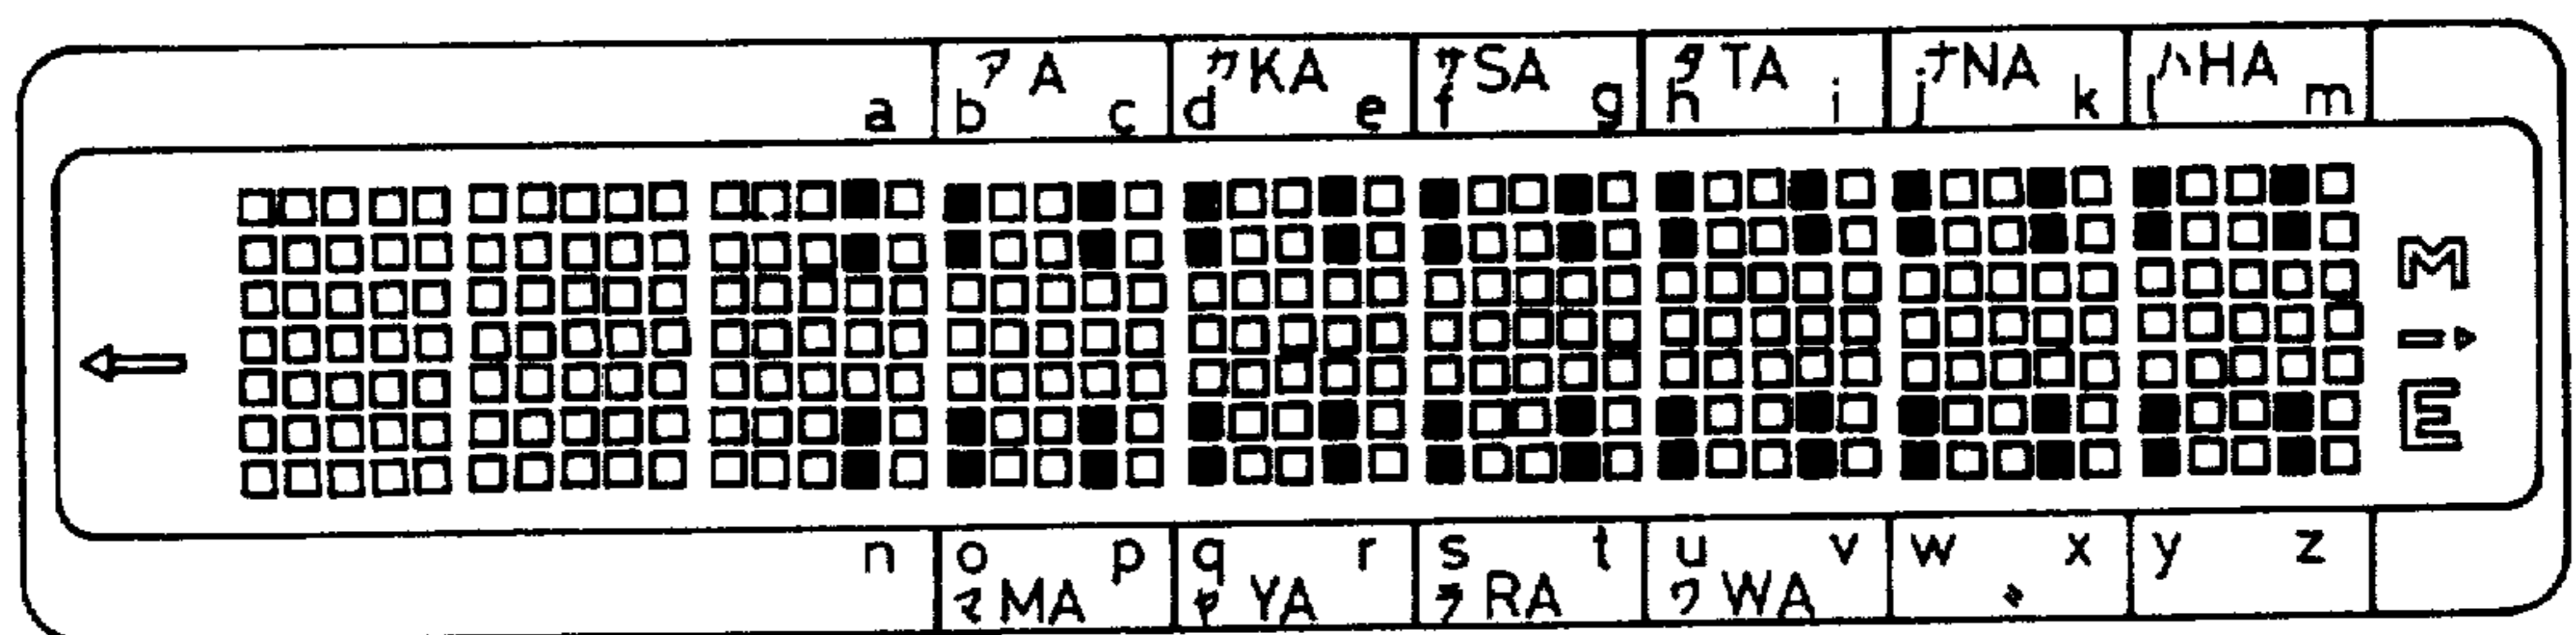 ア A カ KA サ SA タ TA ナ NA ハ HA
a b c d e f g h i j k l m
M
E
n o p q r s t u v w x y z
マ MA ヤ YA ラ RA ワ WA